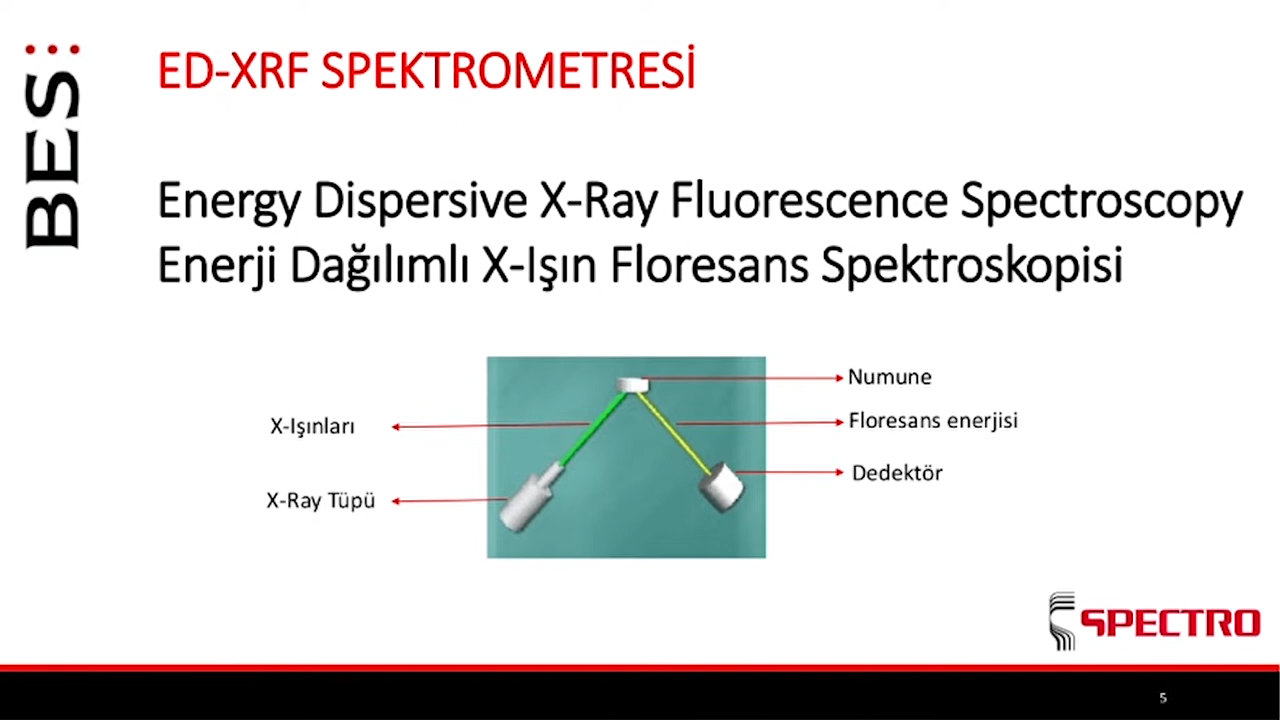 BES
ED-XRF SPEKTROMETRESİ
Energy Dispersive X-Ray Fluorescence Spectroscopy
Enerji Dağılımlı X-Işın Floresans Spektroskopisi
Numune
Floresans enerjisi
X-Işınları
Dedektör
X-Ray Tüpü
SPECTRO
5